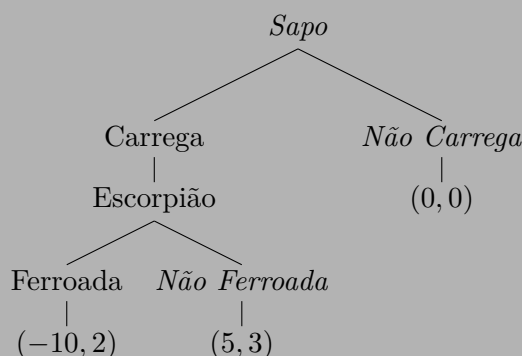 Sapo
Carrega Não Carrega
Escorpião (0, 0)
Ferroada Não Ferroada
(−10, 2) (5, 3)